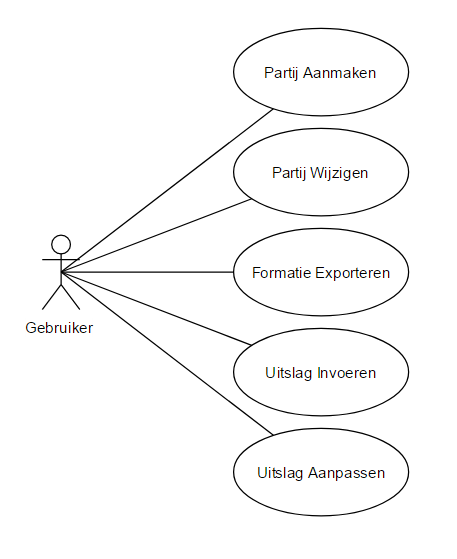 Partij Aanmaken
Partij Wijzigen
Formatie Exporteren
Gebruiker
Uitslag Invoeren
Uitslag Aanpassen